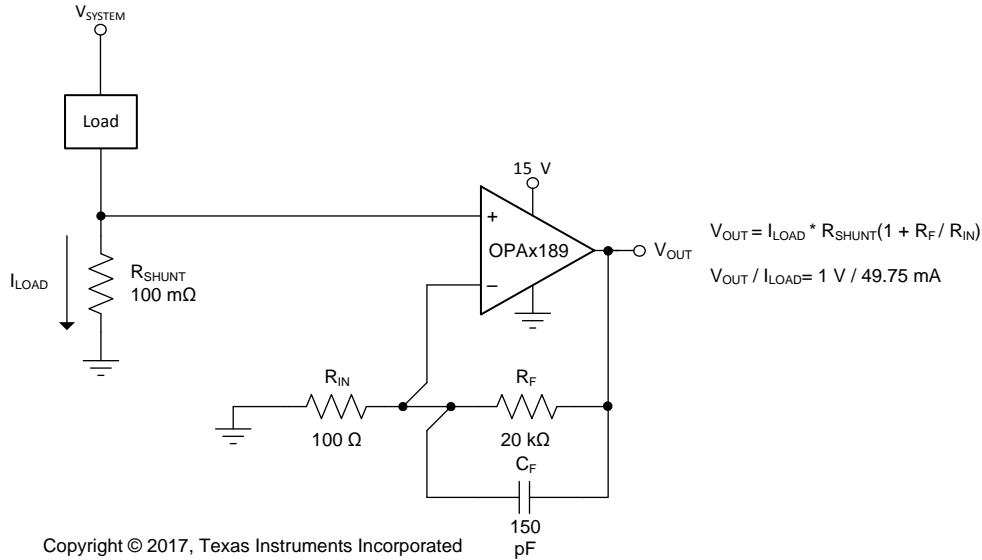 VSYSTEM
Load
ILOAD
RSHUNT
100 mΩ
15 V
+
OPAx189
−
VOUT
VOUT = ILOAD * RSHUNT(1 + RF / RIN)
VOUT / ILOAD= 1 V / 49.75 mA
RIN
100 Ω
RF
20 kΩ
CF
150
pF
Copyright © 2017, Texas Instruments Incorporated